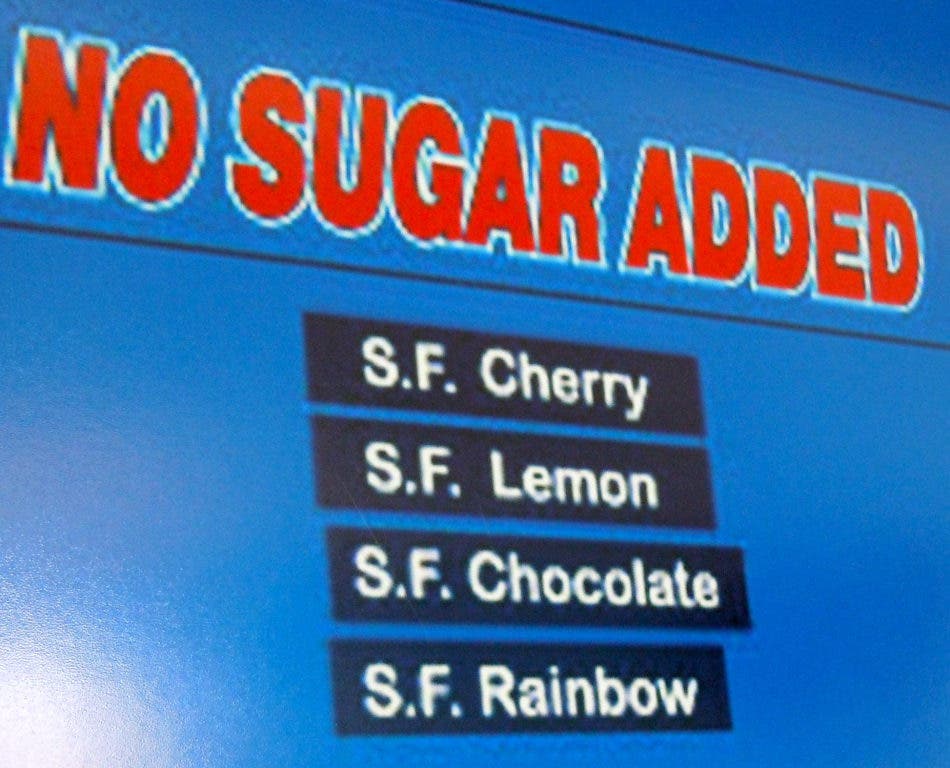 NO SUGAR ADDED
S.F. Cherry
S.F. Lemon
S.F. Chocolate
S.F. Rainbow